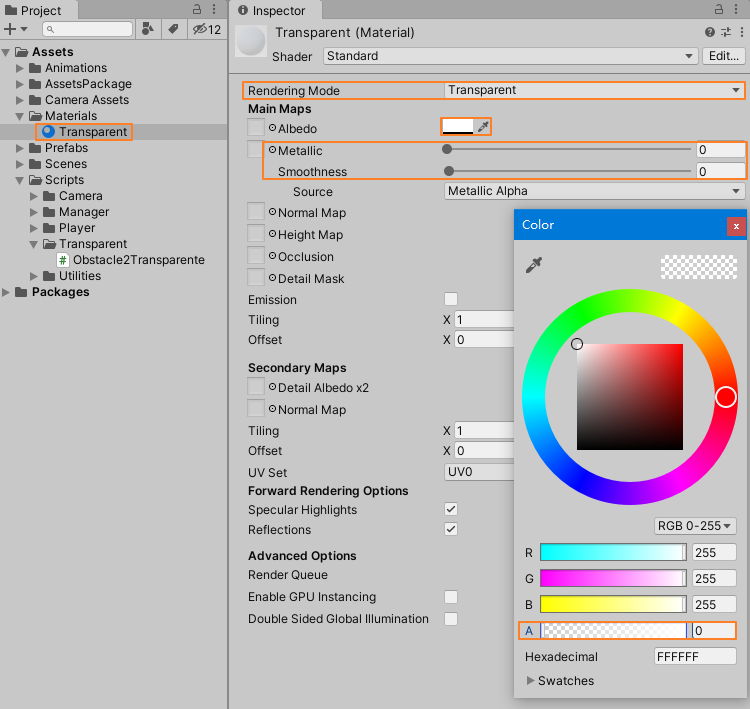 Project
12
Assets
Animations
AssetsPackage
Camera Assets
Materials
Transparent
Prefabs
Scenes
Scripts
Camera
Manager
Player
Transparent
# Obstacle2Transparente
Utilities
Packages
Inspector
Transparent (Material)
Shader Standard Edit...
Rendering Mode Transparent
Main Maps
Albedo
Metallic 0
Smoothness 0
Source Metallic Alpha
Normal Map
Height Map
Occlusion
Detail Mask
Emission
Tiling X 1
Offset X 0
Secondary Maps
Detail Albedo x2
Normal Map
Tiling X 1
Offset X 0
UV Set UV0
Forward Rendering Options
Specular Highlights
Reflections
Advanced Options
Render Queue
Enable GPU Instancing
Double Sided Global Illumination
Color x
RGB 0-255
R 255
G 255
B 255
A 0
Hexadecimal FFFFFF
Swatches